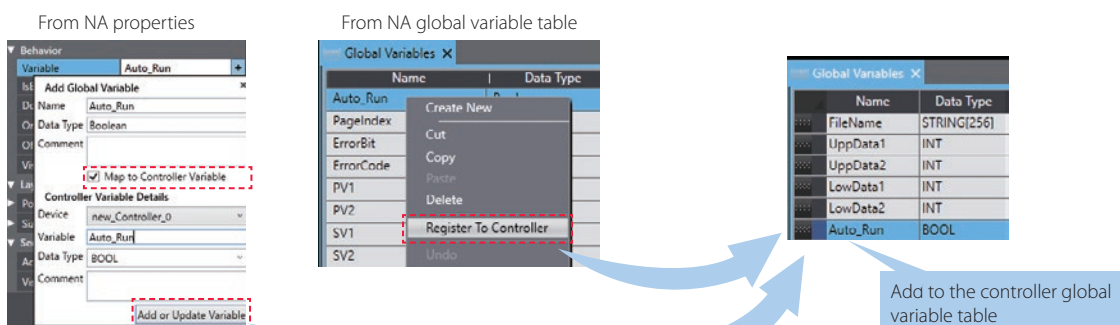 From NA properties
Behavior
Variable Auto_Run +
Add Global Variable ×
Name Auto_Run
Data Type Boolean
Comment
Map to Controller Variable
Controller Variable Details
Device new_Controller_0
Variable Auto_Run
Data Type BOOL
Comment
Add or Update Variable
From NA global variable table
Global Variables X
Name Data Type
Auto_Run
PageIndex
ErrorBit
ErrorCode
PV1
PV2
SV1
SV2
Create New
Cut
Copy
Paste
Delete
Register To Controller
Undo
Global Variables X
Name Data Type
FileName STRING[256]
UppData1 INT
UppData2 INT
LowData1 INT
LowData2 INT
Auto_Run BOOL
Add to the controller global
variable table